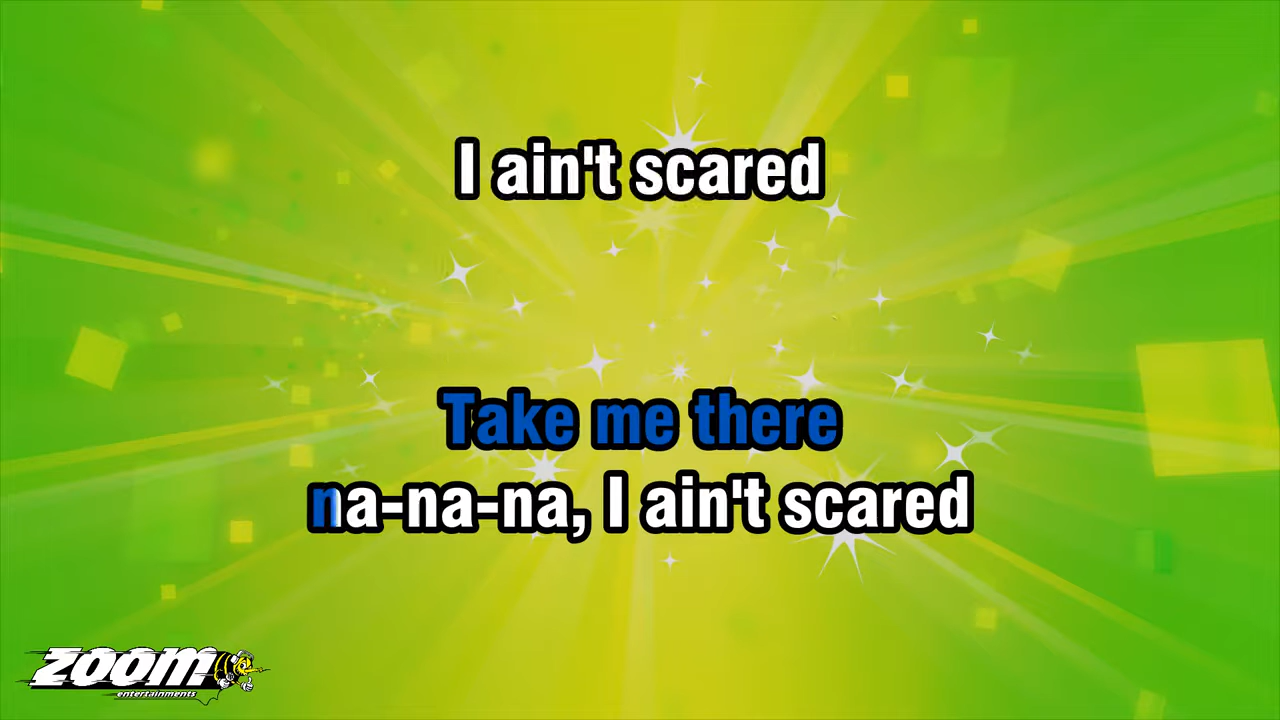 I ain't scared
Take me there
na-na-na, I ain't scared
ZOOM
entertainments